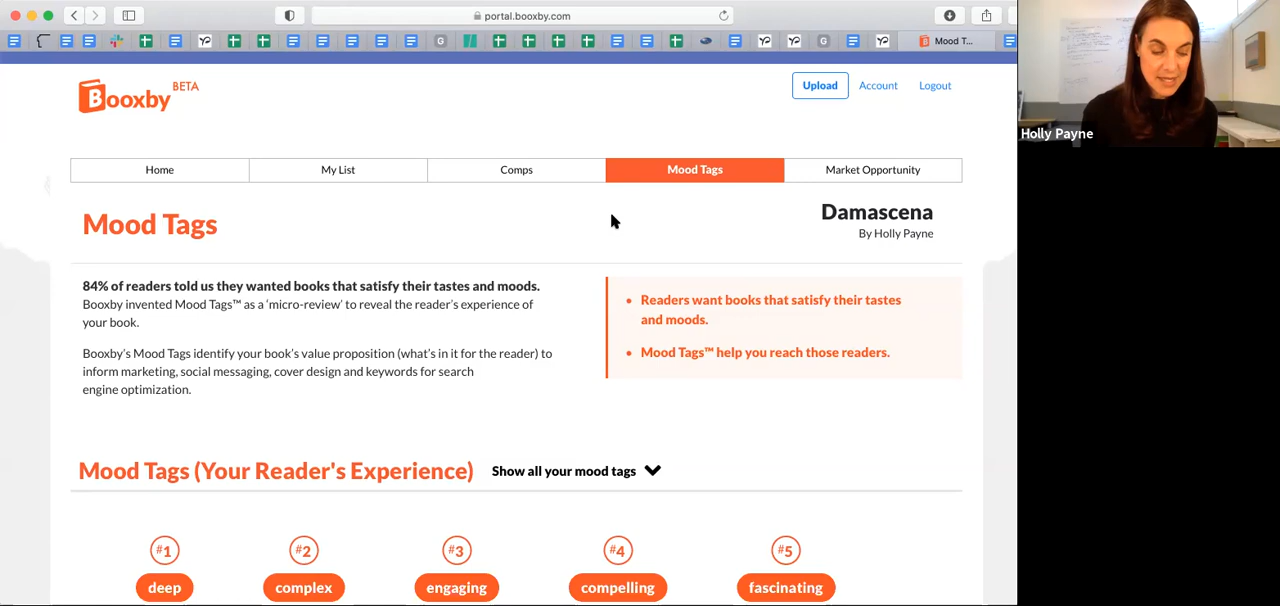 portal.booxby.com
Mood T...
Booxby BETA
Upload Account Logout
Home My List Comps Mood Tags Market Opportunity
Mood Tags
Damascena
By Holly Payne
84% of readers told us they wanted books that satisfy their tastes and moods.
Booxby invented Mood Tags™ as a ‘micro-review’ to reveal the reader’s experience of
your book.
Booxby’s Mood Tags identify your book’s value proposition (what’s in it for the reader) to
inform marketing, social messaging, cover design and keywords for search
engine optimization.
• Readers want books that satisfy their tastes
and moods.
• Mood Tags™ help you reach those readers.
Mood Tags (Your Reader's Experience) Show all your mood tags
#1 #2 #3 #4 #5
deep complex engaging compelling fascinating
Holly Payne